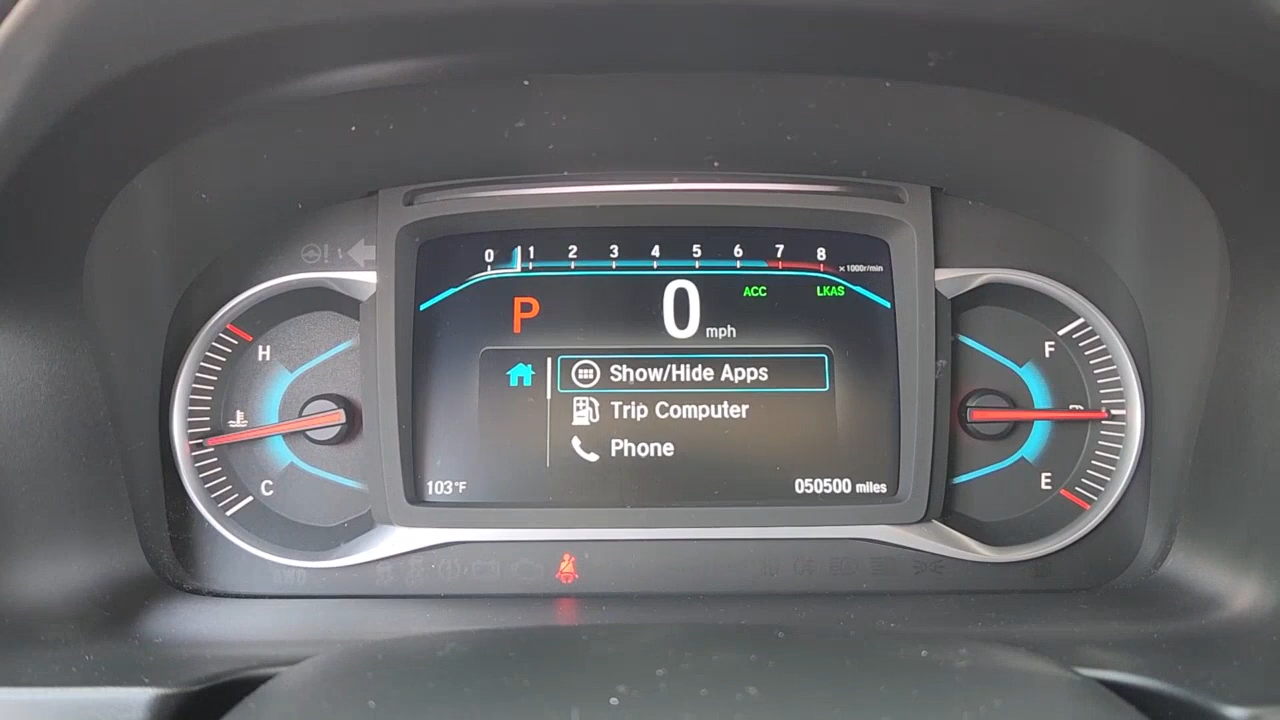 0 1 2 3 4 5 6 7 8
×1000r/min
P
0 mph
ACC
LKAS
H
C
Show/Hide Apps
Trip Computer
Phone
103°F
050500 miles
F
E
AWD